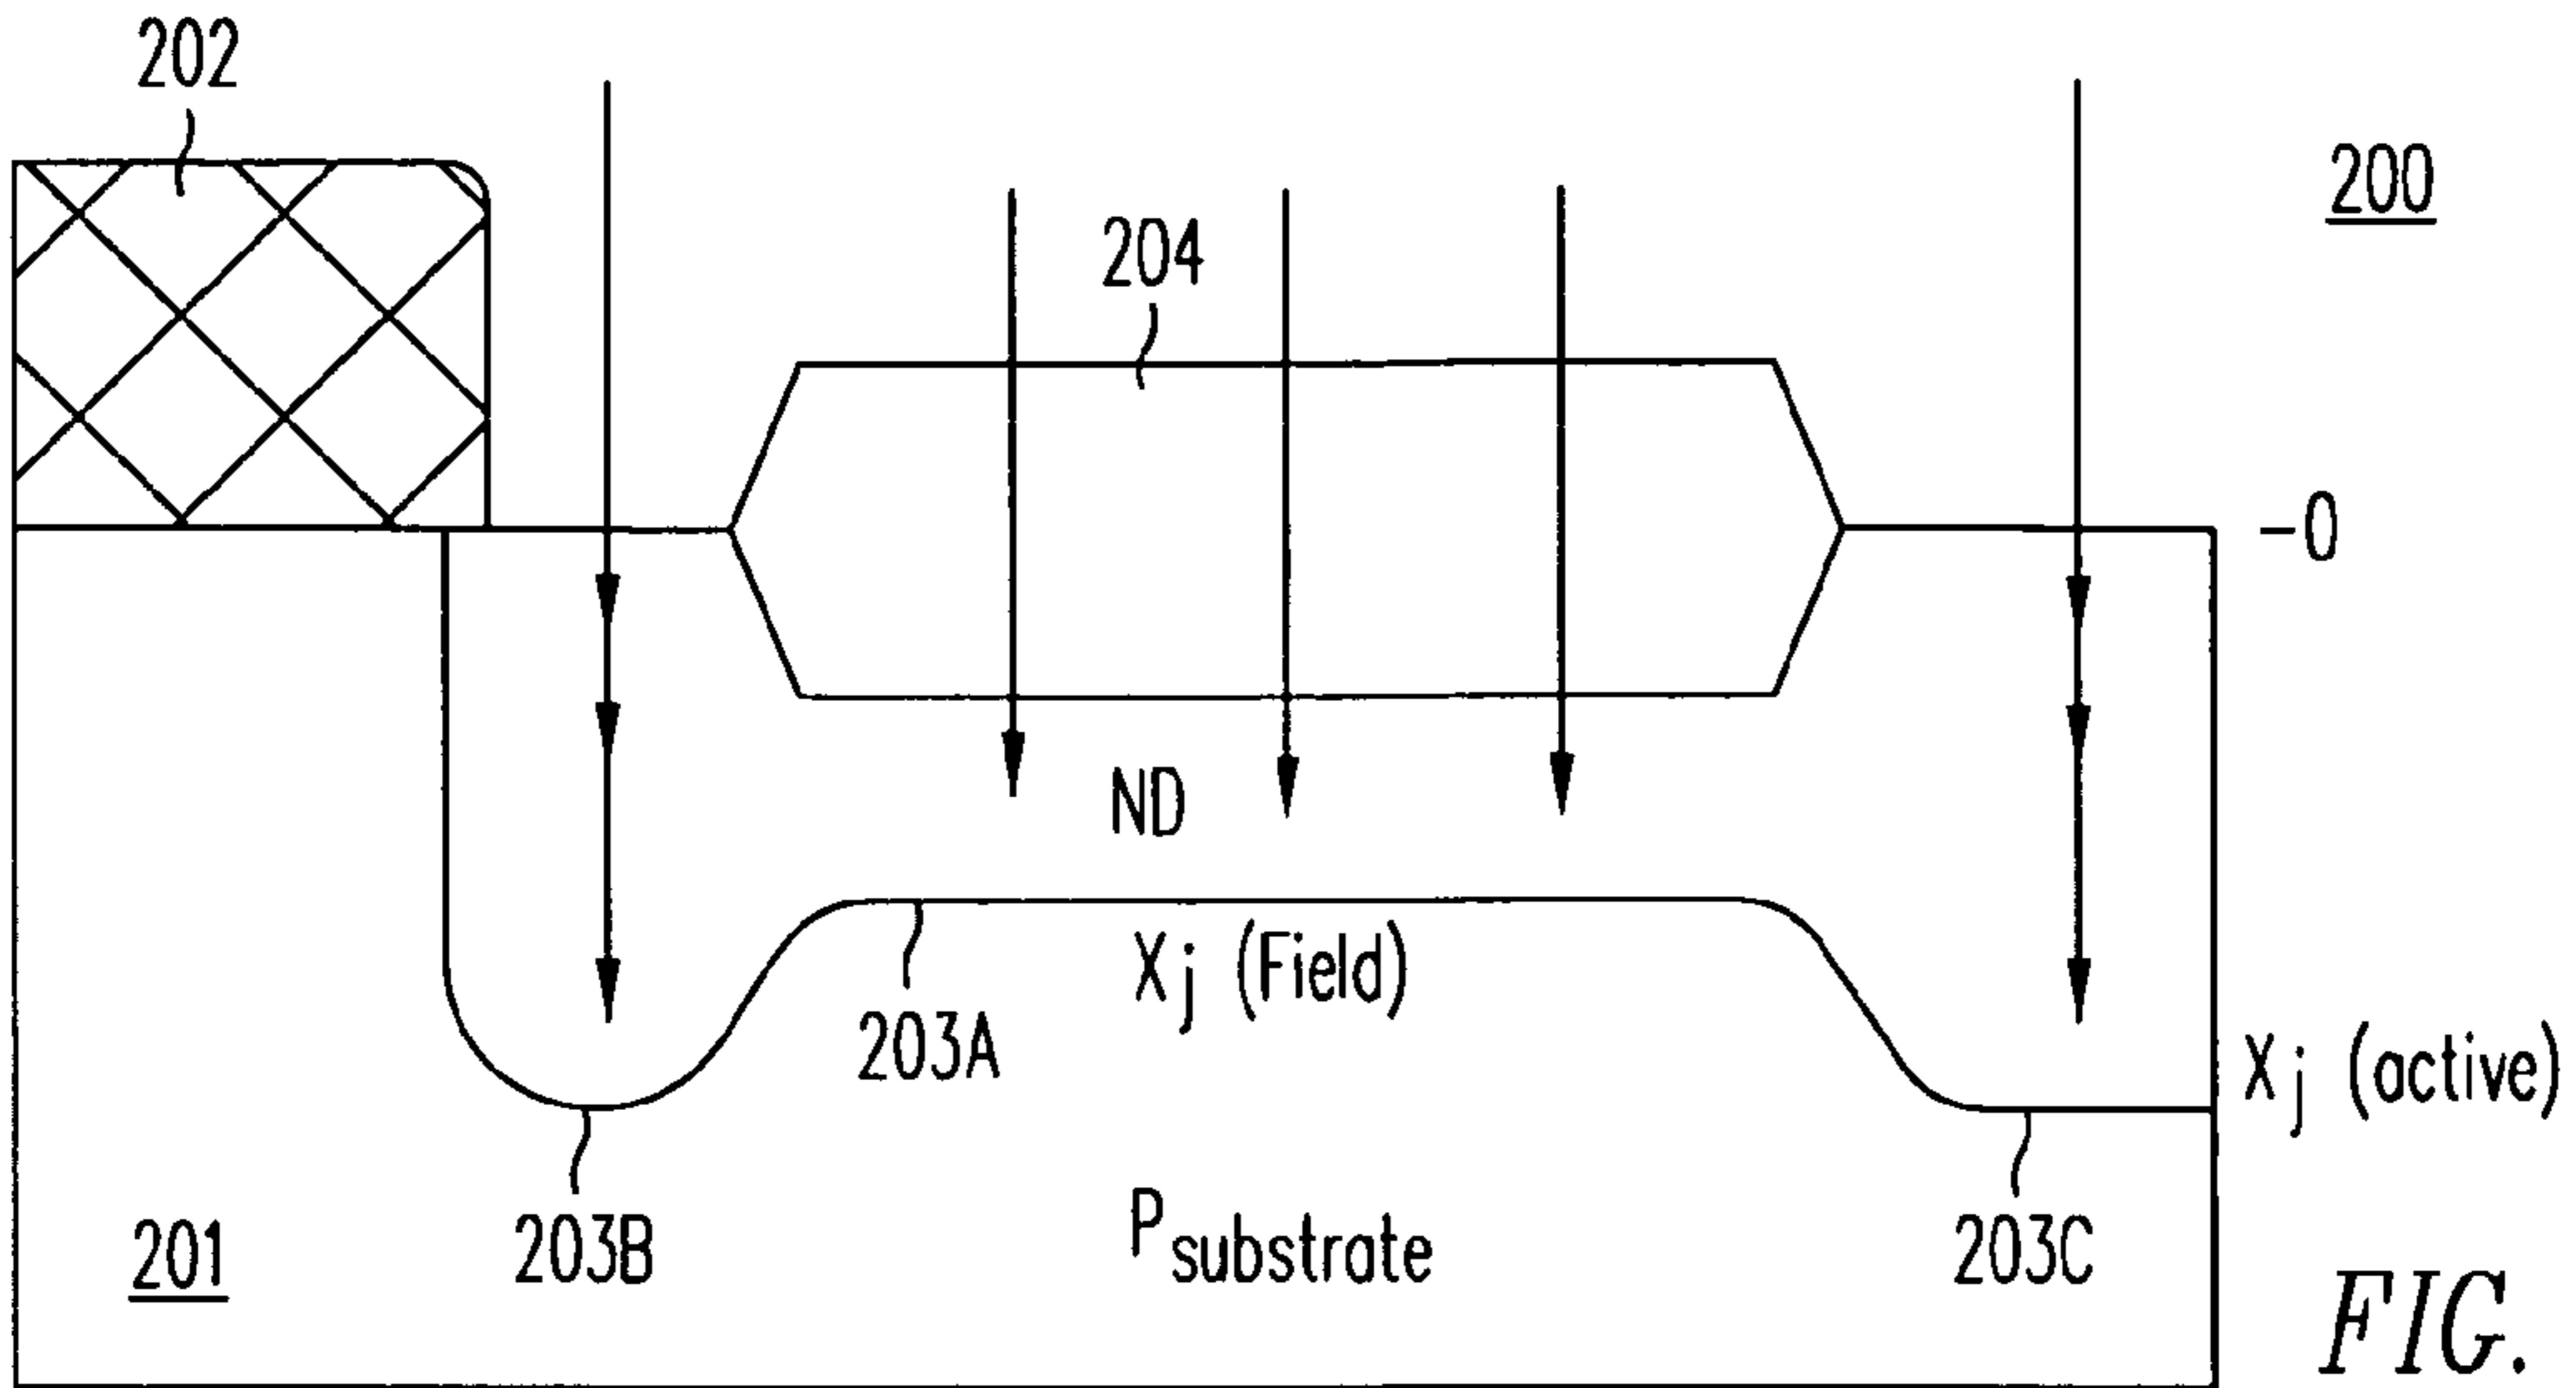 202
200
204
-0
ND
Xj (Field)
203A
Xj (active)
203B
Psubstrate
203C
201
FIG.